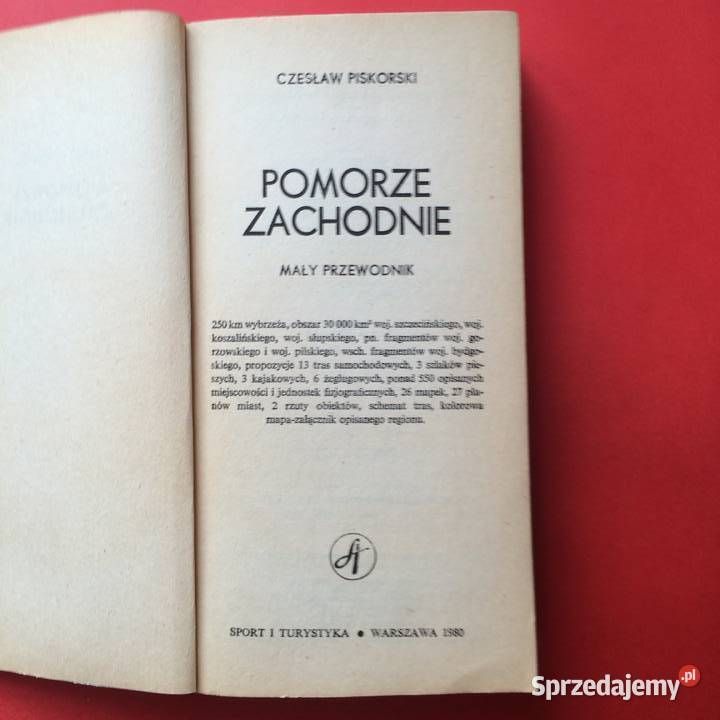 CZESŁAW PISKORSKI
POMORZE
ZACHODNIE
MAŁY PRZEWODNIK
250 km wybrzeża, obszar 30 000 km² woj. szczecińskiego, woj.
koszalińskiego, woj. słupskiego, pn. fragmentów woj. go-
rzowskiego i woj. pilskiego, wsch. fragmentów woj. bydgo-
skiego, propozycje 13 tras samochodowych, 3 szlaków pie-
szych, 3 kajakowych, 6 żeglugowych, ponad 550 opisanych
miejscowości i jednostek fizjograficznych, 26 mapek, 27 pla-
nów miast, 2 rzuty obiektów, schemat tras, kolorowa
mapa-załącznik opisanego regionu.
SPORT I TURYSTYKA ● WARSZAWA 1980
Sprzedajemy.pl